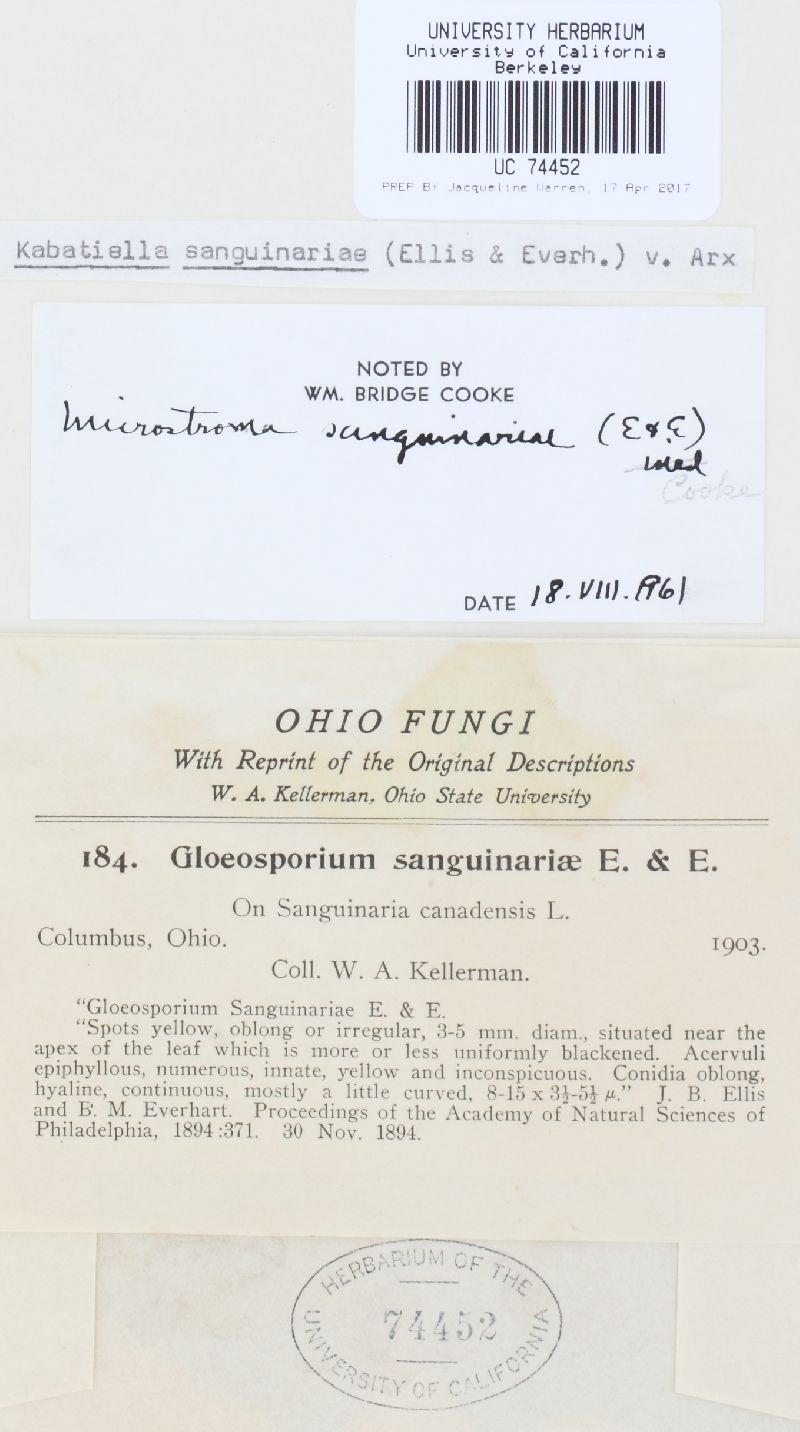 UNIVERSITY HERBARIUM
University of California
Berkeley
UC 74452
PREP BY Jacqueline Warren, 17 Apr 2017
Kabatiella sanguinariae (Ellis & Everh.) v. Arx
NOTED BY
WM. BRIDGE COOKE
Microstroma sanguinariae (E & E)
ined
Cooke
DATE 18.VIII.1961
OHIO FUNGI
With Reprint of the Original Descriptions
W. A. Kellerman, Ohio State University
184. Gloeosporium sanguinariæ E. & E.
On Sanguinaria canadensis L.
Columbus, Ohio. 1903.
Coll. W. A. Kellerman.
“Gloeosporium Sanguinariae E. & E.
“Spots yellow, oblong or irregular, 3-5 mm. diam., situated near the
apex of the leaf which is more or less uniformly blackened. Acervuli
epiphyllous, numerous, innate, yellow and inconspicuous. Conidia oblong,
hyaline, continuous, mostly a little curved, 8-15 x 3½-5½ μ.” J. B. Ellis
and B. M. Everhart. Proceedings of the Academy of Natural Sciences of
Philadelphia, 1894:371. 30 Nov. 1894.
HERBARIUM OF THE
74452
UNIVERSITY OF CALIFORNIA